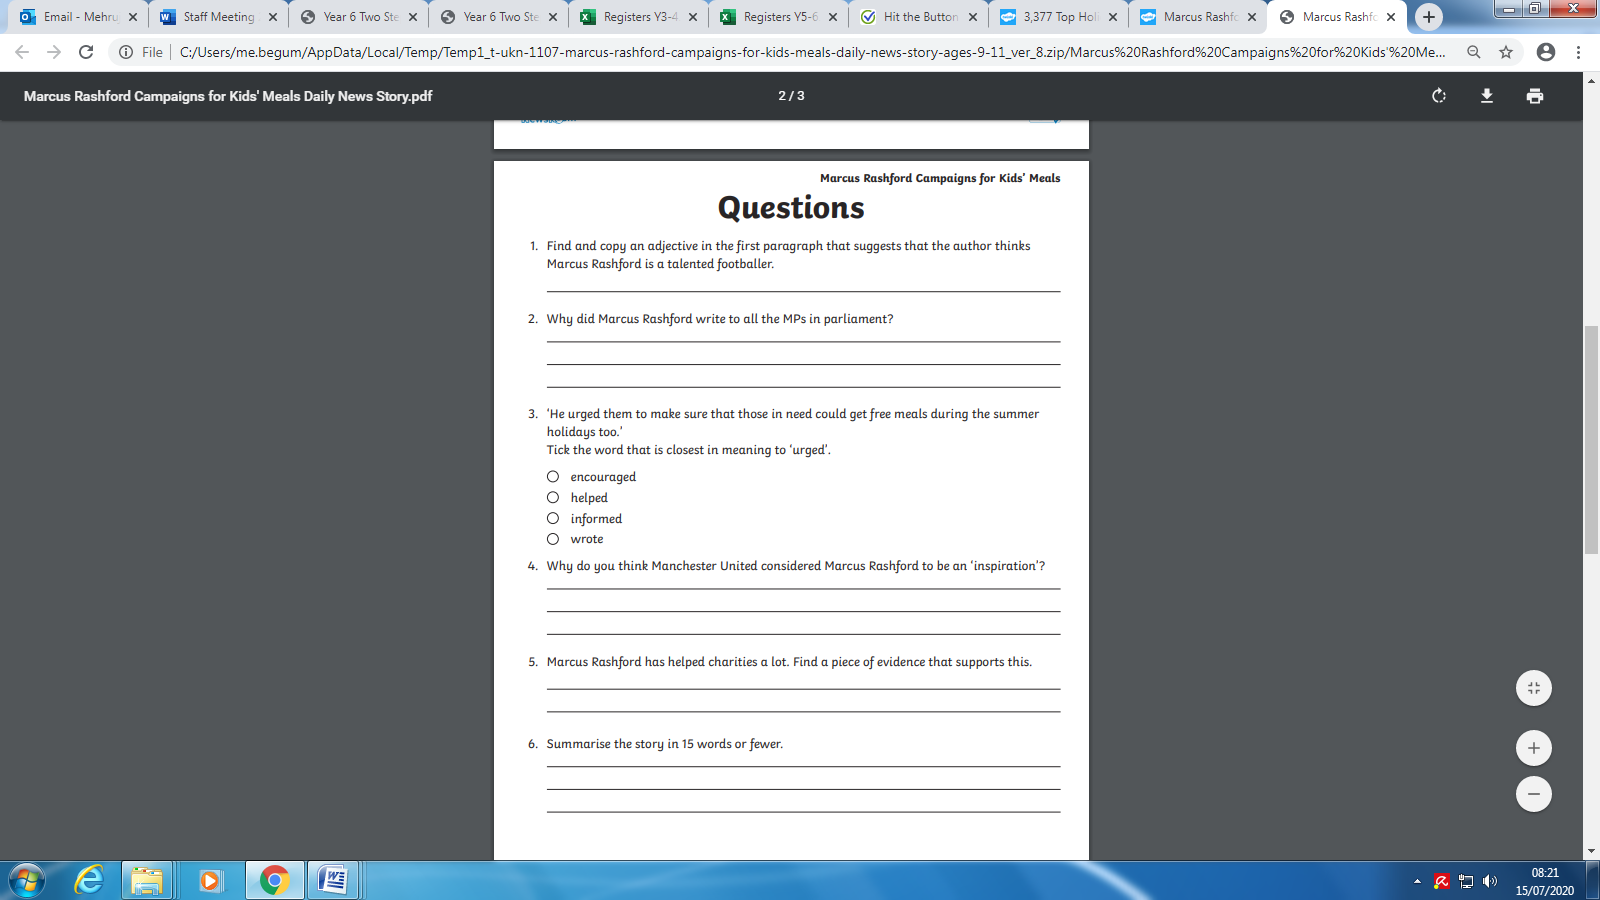 Email - Mehru
Staff Meeting
Year 6 Two Ste
Year 6 Two Ste
Registers Y3-4
Registers Y5-6
Hit the Button
3,377 Top Holi
Marcus Rashfo
Marcus Rashfo
File
C:/Users/me.begum/AppData/Local/Temp/Temp1_t-ukn-1107-marcus-rashford-campaigns-for-kids-meals-daily-news-story-ages-9-11_ver_8.zip/Marcus%20Rashford%20Campaigns%20for%20Kids'%20Me...
Marcus Rashford Campaigns for Kids' Meals Daily News Story.pdf
2 / 3
Marcus Rashford Campaigns for Kids' Meals
Questions
1. Find and copy an adjective in the first paragraph that suggests that the author thinks
Marcus Rashford is a talented footballer.
2. Why did Marcus Rashford write to all the MPs in parliament?
3. 'He urged them to make sure that those in need could get free meals during the summer
holidays too.'
Tick the word that is closest in meaning to 'urged'.
encouraged
helped
informed
wrote
4. Why do you think Manchester United considered Marcus Rashford to be an 'inspiration'?
5. Marcus Rashford has helped charities a lot. Find a piece of evidence that supports this.
6. Summarise the story in 15 words or fewer.
08:21
15/07/2020